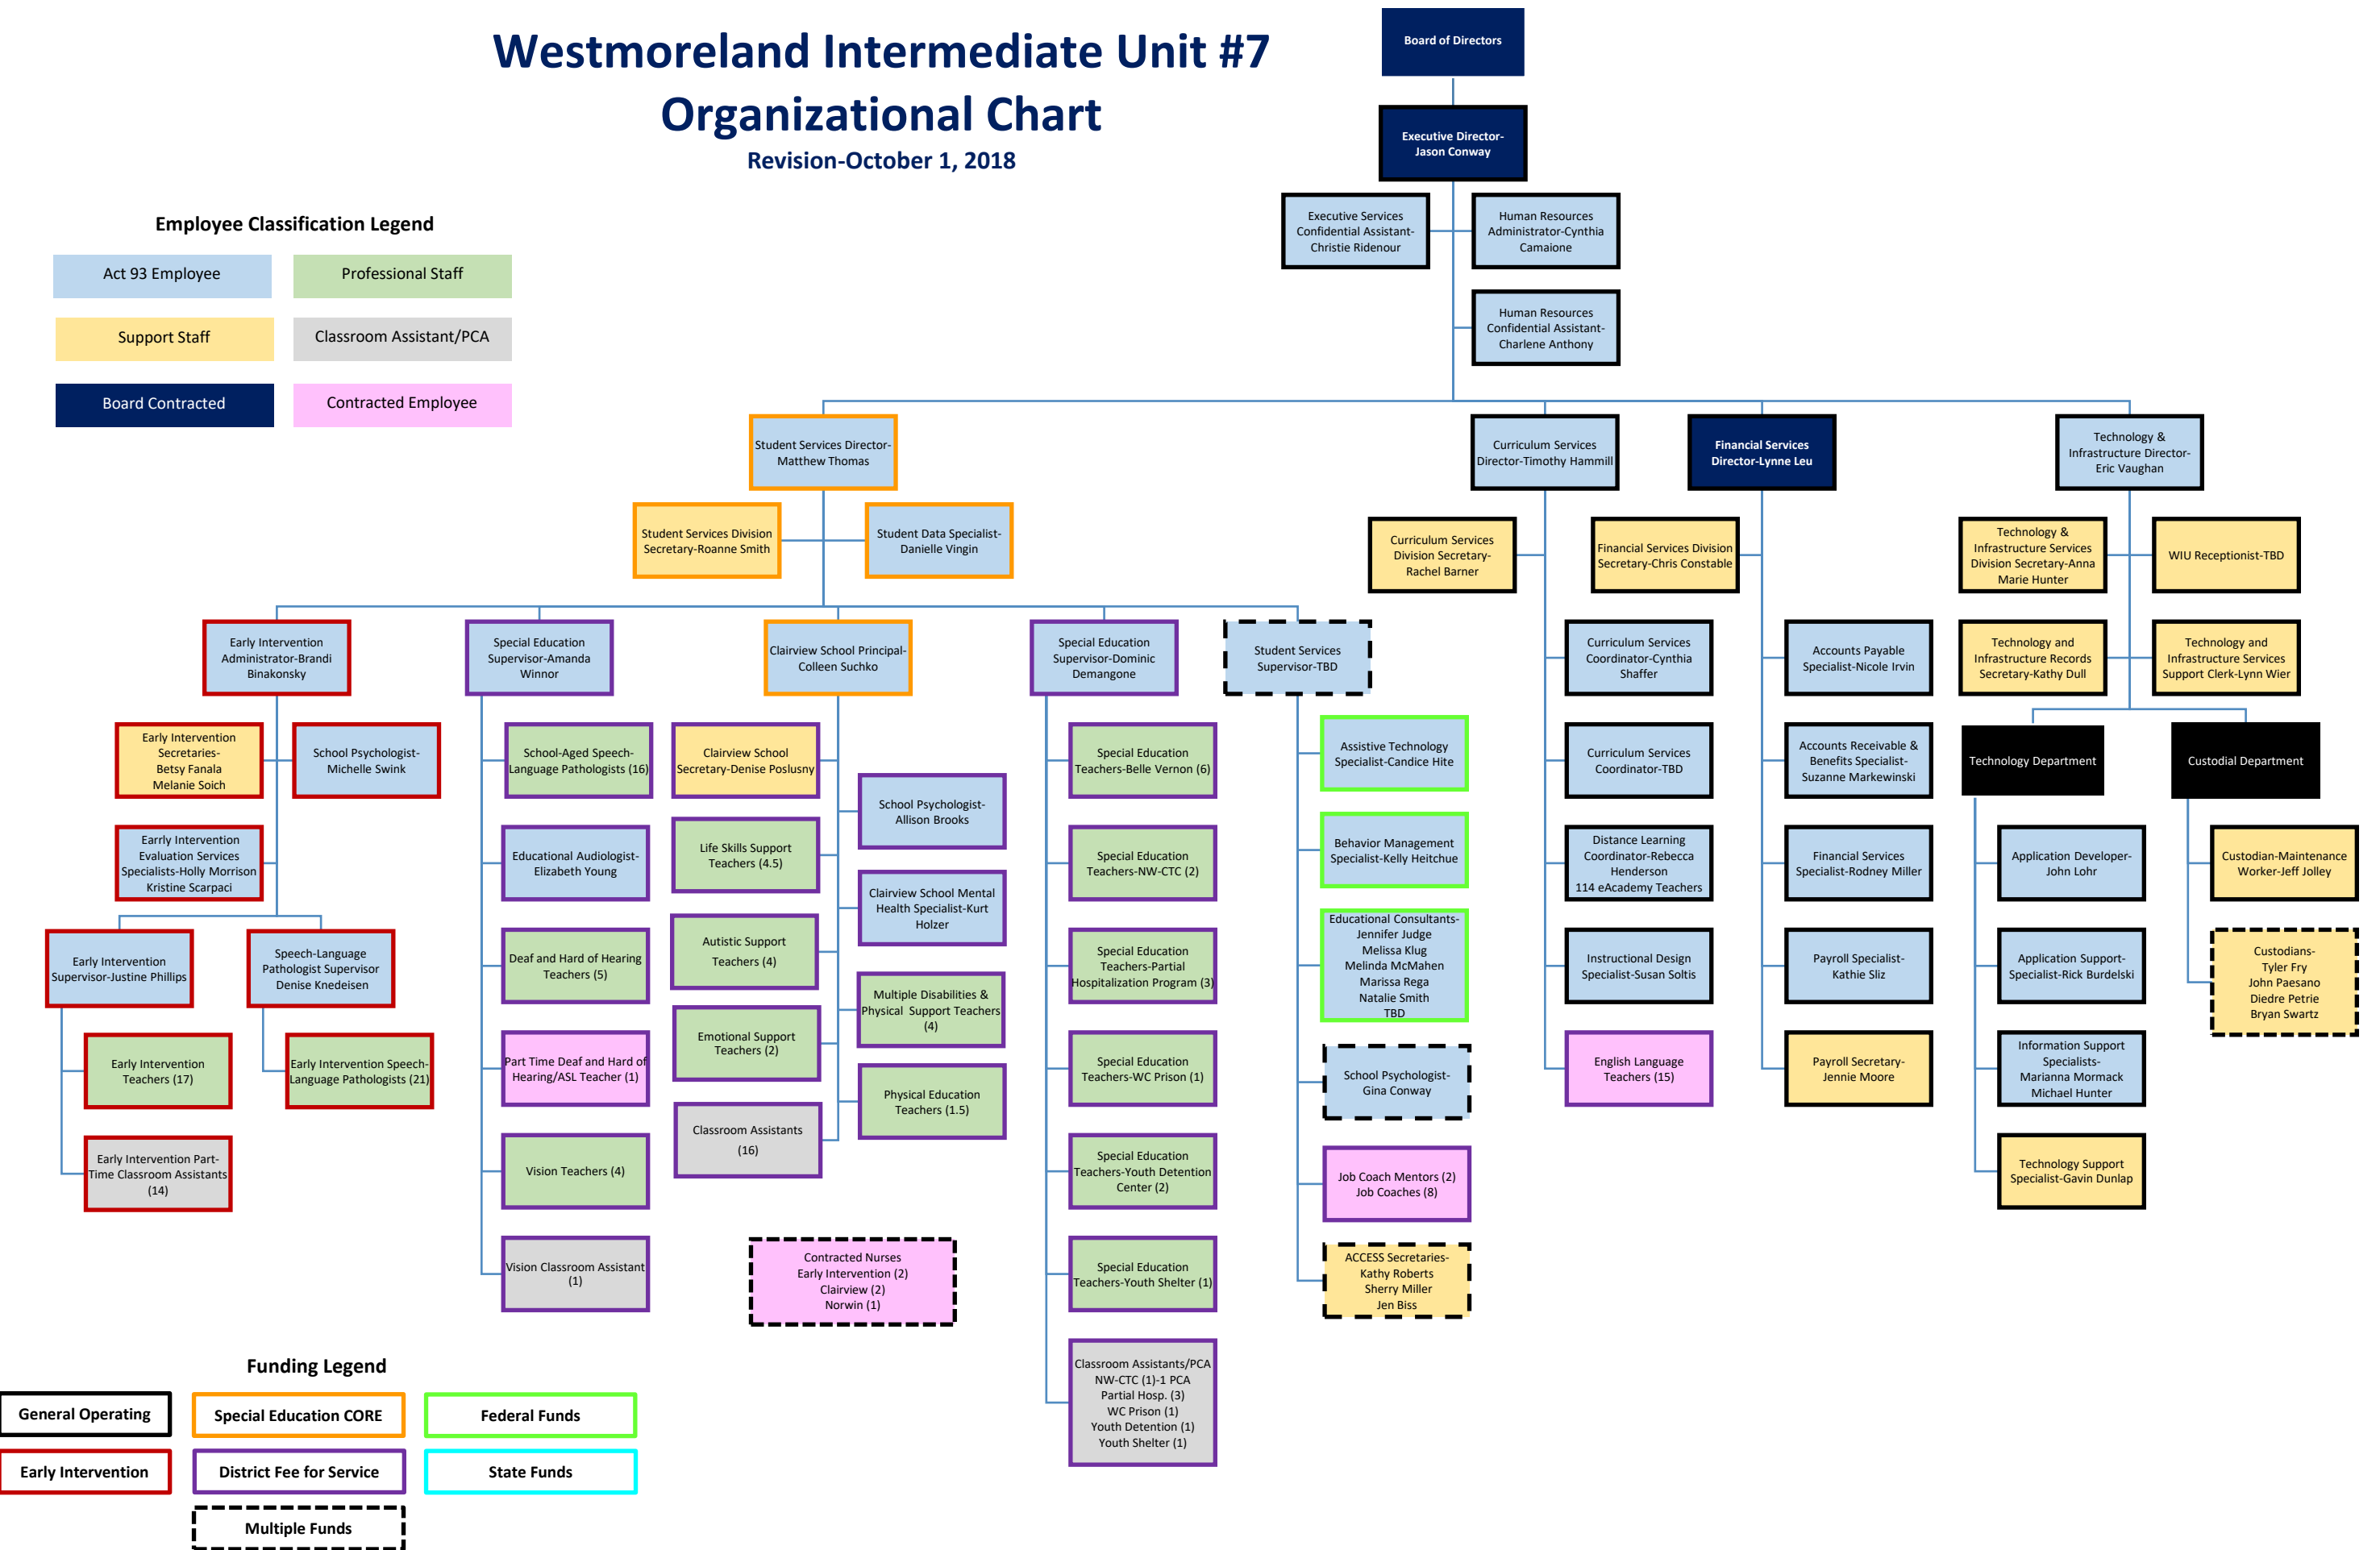 Westmoreland Intermediate Unit #7
Organizational Chart
Revision-October 1, 2018
Board of Directors
Executive Director-
Jason Conway
Executive Services
Confidential Assistant-
Christie Ridenour
Human Resources
Administrator-Cynthia
Camaione
Human Resources
Confidential Assistant-
Charlene Anthony
Employee Classification Legend
Act 93 Employee
Professional Staff
Support Staff
Classroom Assistant/PCA
Board Contracted
Contracted Employee
Student Services Director-
Matthew Thomas
Curriculum Services
Director-Timothy Hammill
Financial Services
Director-Lynne Leu
Technology &
Infrastructure Director-
Eric Vaughan
Student Services Division
Secretary-Roanne Smith
Student Data Specialist-
Danielle Vingin
Curriculum Services
Division Secretary-
Rachel Barner
Financial Services Division
Secretary-Chris Constable
Technology &
Infrastructure Services
Division Secretary-Anna
Marie Hunter
WIU Receptionist-TBD
Early Intervention
Administrator-Brandi
Binakonsky
Special Education
Supervisor-Amanda
Winnor
Clairview School Principal-
Colleen Suchko
Special Education
Supervisor-Dominic
Demangone
Student Services
Supervisor-TBD
Curriculum Services
Coordinator-Cynthia
Shaffer
Accounts Payable
Specialist-Nicole Irvin
Technology and
Infrastructure Records
Secretary-Kathy Dull
Technology and
Infrastructure Services
Support Clerk-Lynn Wier
Early Intervention
Secretaries-
Betsy Fanala
Melanie Soich
School Psychologist-
Michelle Swink
Earrly Intervention
Evaluation Services
Specialists-Holly Morrison
Kristine Scarpaci
Early Intervention
Supervisor-Justine Phillips
Speech-Language
Pathologist Supervisor
Denise Knedeisen
Early Intervention
Teachers (17)
Early Intervention Speech-
Language Pathologists (21)
Early Intervention Part-
Time Classroom Assistants
(14)
School-Aged Speech-
Language Pathologists (16)
Educational Audiologist-
Elizabeth Young
Deaf and Hard of Hearing
Teachers (5)
Part Time Deaf and Hard of
Hearing/ASL Teacher (1)
Vision Teachers (4)
Vision Classroom Assistant
(1)
Clairview School
Secretary-Denise Poslusny
School Psychologist-
Allison Brooks
Life Skills Support
Teachers (4.5)
Clairview School Mental
Health Specialist-Kurt
Holzer
Autistic Support
Teachers (4)
Multiple Disabilities &
Physical  Support Teachers
(4)
Emotional Support
Teachers (2)
Physical Education
Teachers (1.5)
Classroom Assistants
(16)
Contracted Nurses
Early Intervention (2)
Clairview (2)
Norwin (1)
Special Education
Teachers-Belle Vernon (6)
Special Education
Teachers-NW-CTC (2)
Special Education
Teachers-Partial
Hospitalization Program (3)
Special Education
Teachers-WC Prison (1)
Special Education
Teachers-Youth Detention
Center (2)
Special Education
Teachers-Youth Shelter (1)
Classroom Assistants/PCA
NW-CTC (1)-1 PCA
Partial Hosp. (3)
WC Prison (1)
Youth Detention (1)
Youth Shelter (1)
Assistive Technology
Specialist-Candice Hite
Behavior Management
Specialist-Kelly Heitchue
Educational Consultants-
Jennifer Judge
Melissa Klug
Melinda McMahen
Marissa Rega
Natalie Smith
TBD
School Psychologist-
Gina Conway
Job Coach Mentors (2)
Job Coaches (8)
ACCESS Secretaries-
Kathy Roberts
Sherry Miller
Jen Biss
Curriculum Services
Coordinator-TBD
Distance Learning
Coordinator-Rebecca
Henderson
114 eAcademy Teachers
Instructional Design
Specialist-Susan Soltis
English Language
Teachers (15)
Accounts Receivable &
Benefits Specialist-
Suzanne Markewinski
Financial Services
Specialist-Rodney Miller
Payroll Specialist-
Kathie Sliz
Payroll Secretary-
Jennie Moore
Technology Department
Custodial Department
Application Developer-
John Lohr
Application Support-
Specialist-Rick Burdelski
Information Support
Specialists-
Marianna Mormack
Michael Hunter
Technology Support
Specialist-Gavin Dunlap
Custodian-Maintenance
Worker-Jeff Jolley
Custodians-
Tyler Fry
John Paesano
Diedre Petrie
Bryan Swartz
Funding Legend
General Operating
Special Education CORE
Federal Funds
Early Intervention
District Fee for Service
State Funds
Multiple Funds